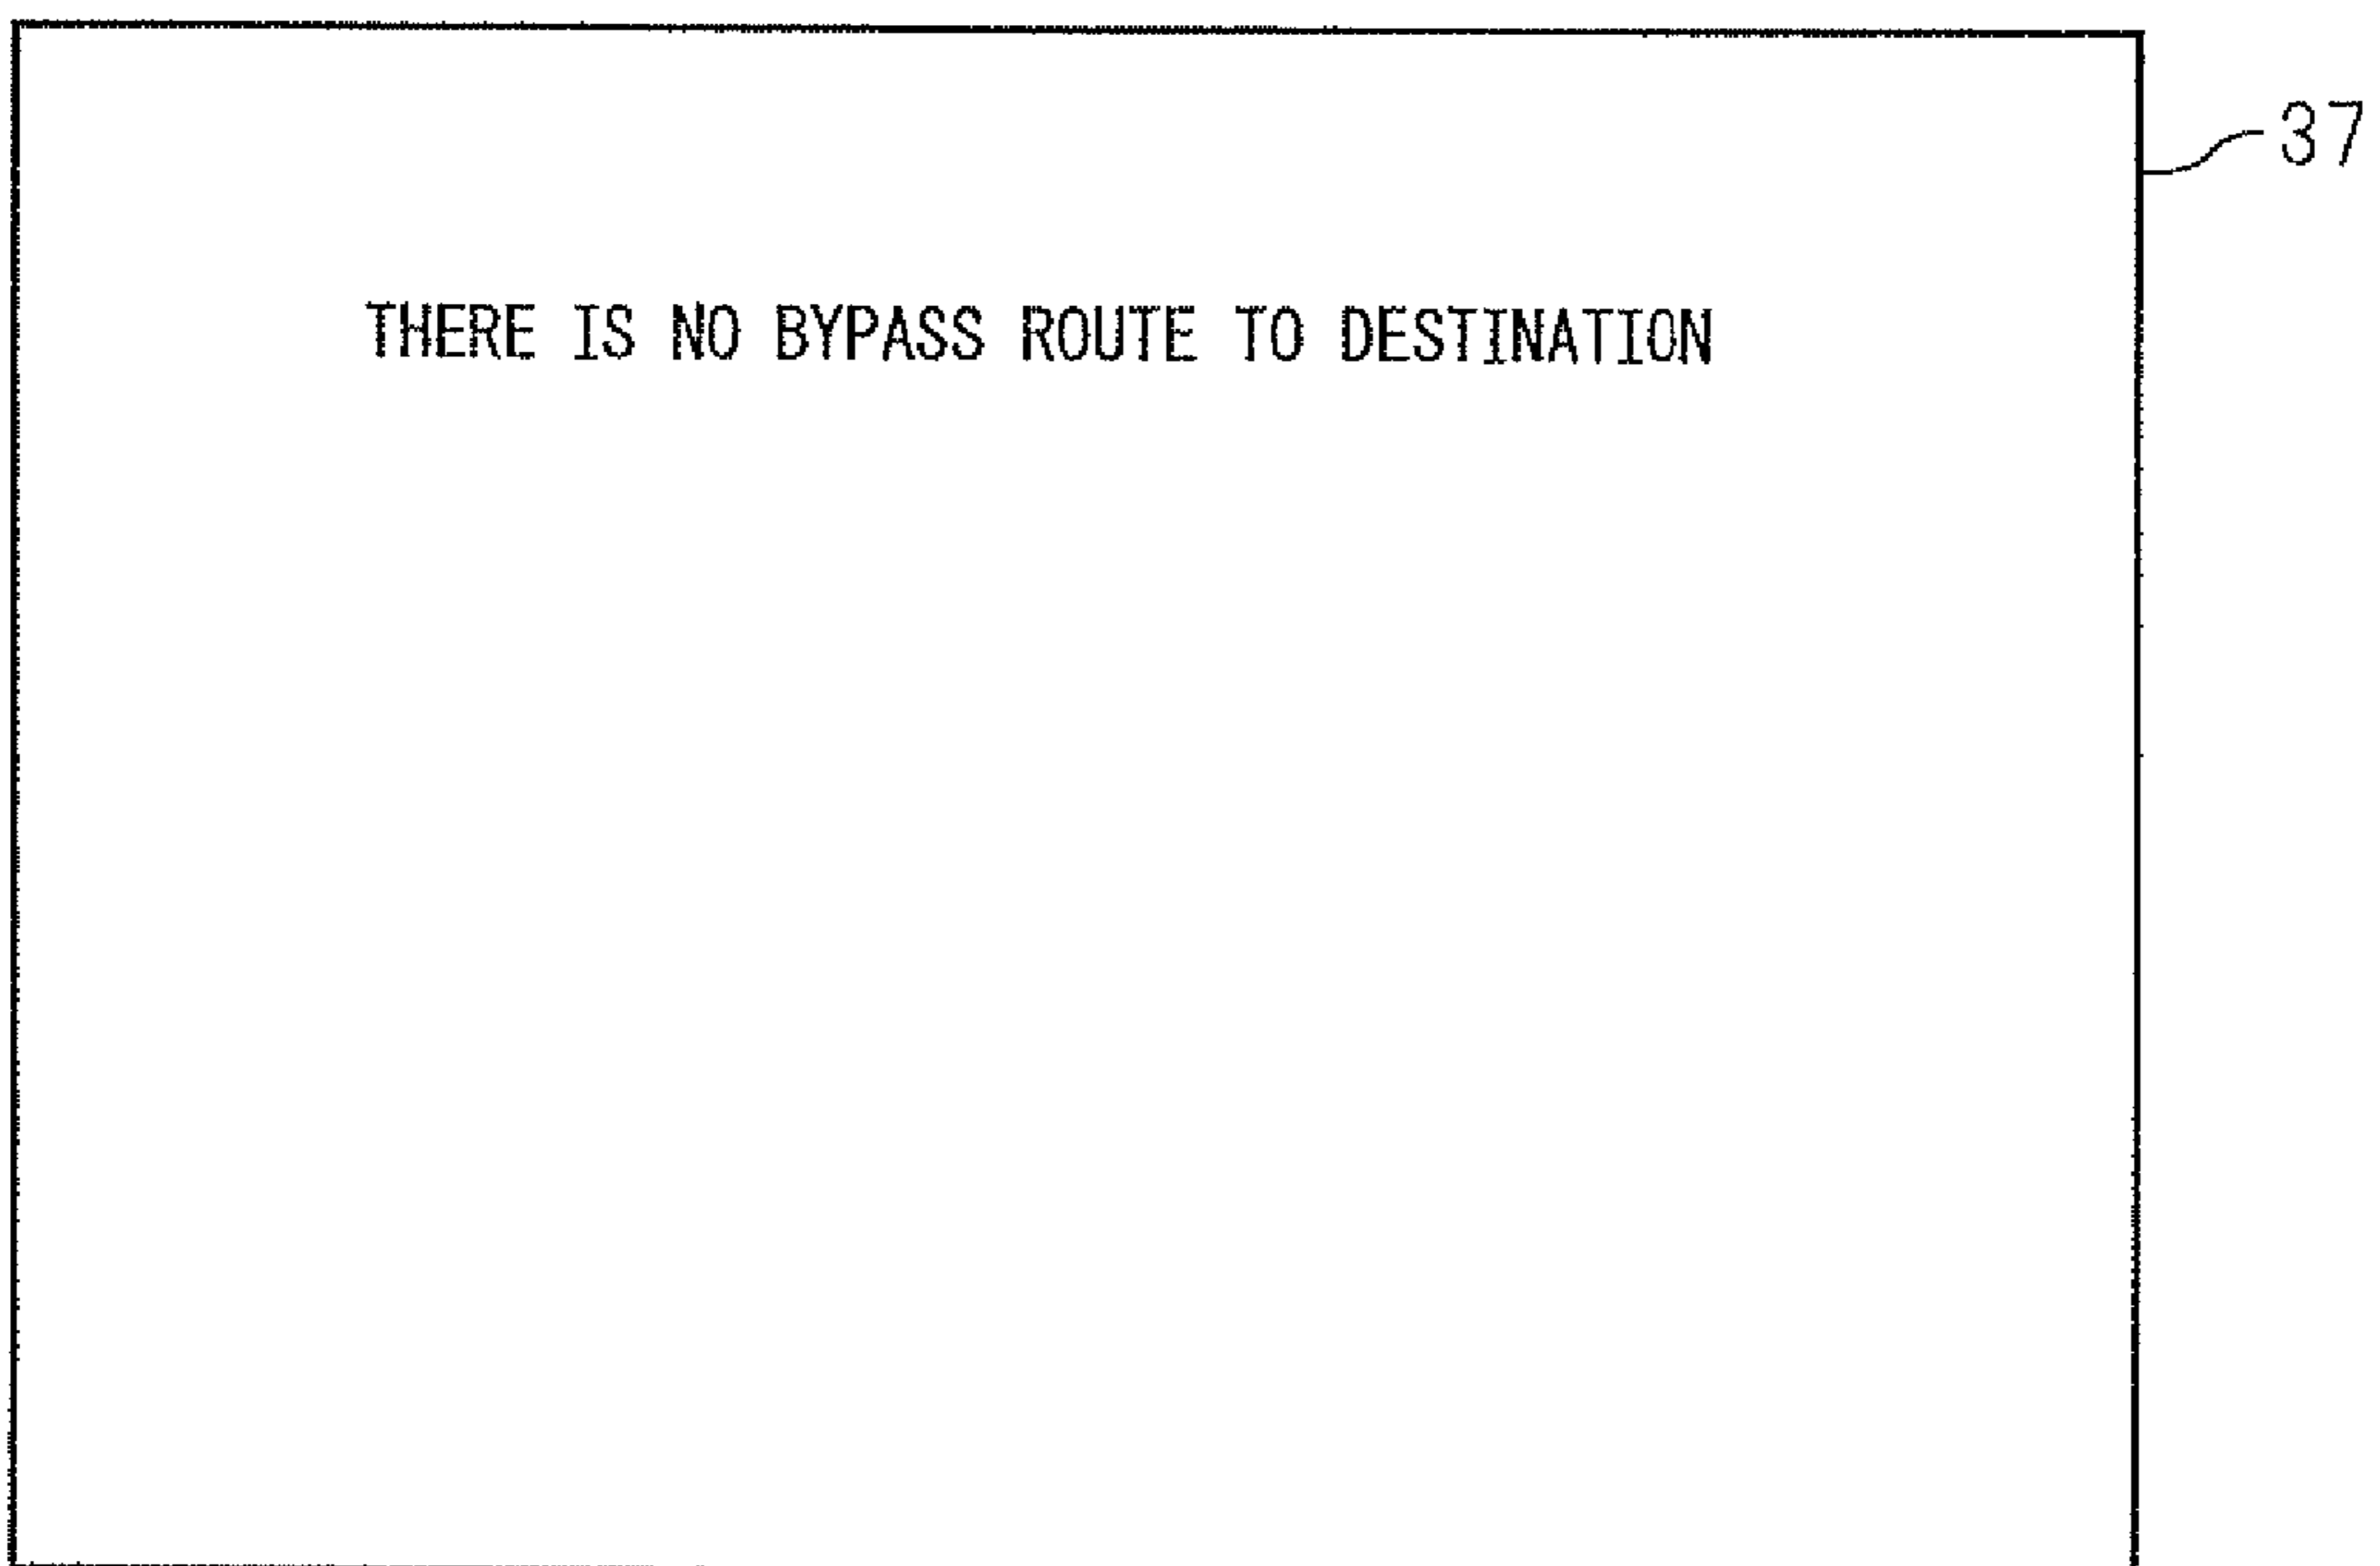 37
THERE IS NO BYPASS ROUTE TO DESTINATION